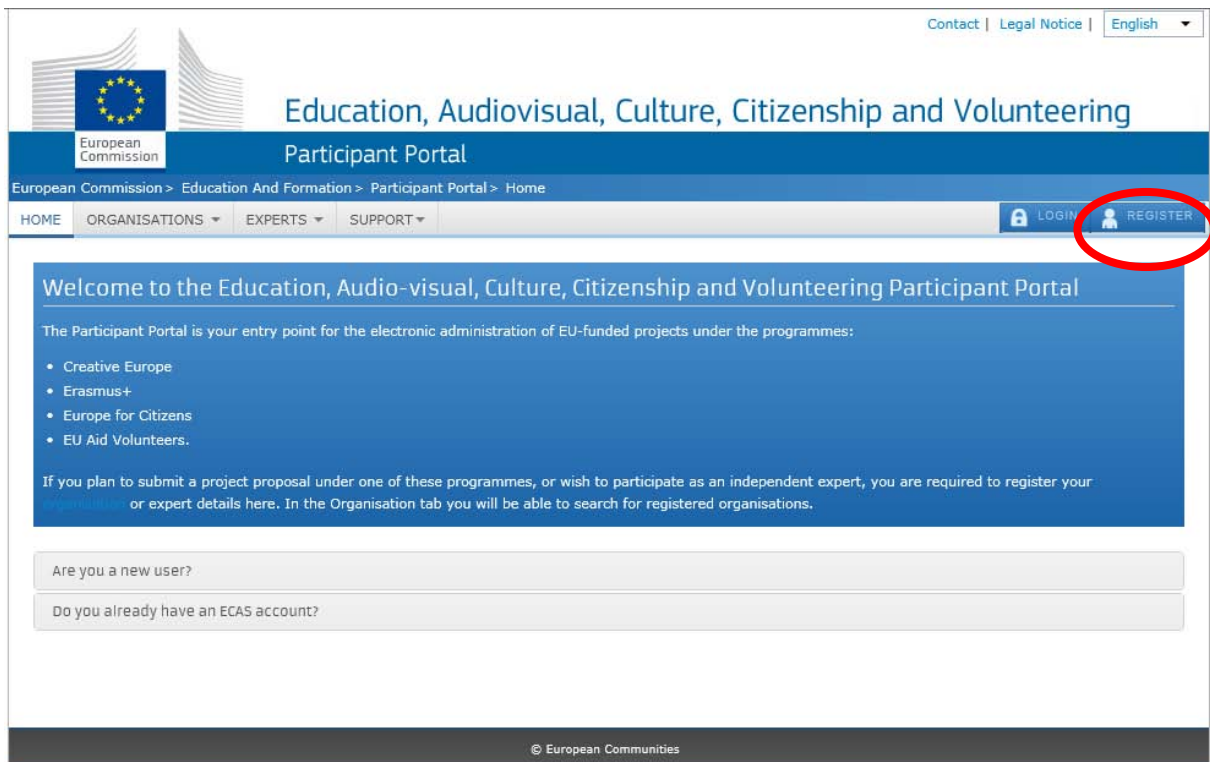 Contact | Legal Notice | English
Education, Audiovisual, Culture, Citizenship and Volunteering
European
Commission
Participant Portal
European Commission > Education And Formation > Participant Portal > Home
HOME ORGANISATIONS EXPERTS SUPPORT LOGIN REGISTER
Welcome to the Education, Audio-visual, Culture, Citizenship and Volunteering Participant Portal
The Participant Portal is your entry point for the electronic administration of EU-funded projects under the programmes:
• Creative Europe
• Erasmus+
• Europe for Citizens
• EU Aid Volunteers.
If you plan to submit a project proposal under one of these programmes, or wish to participate as an independent expert, you are required to register your
organisation or expert details here. In the Organisation tab you will be able to search for registered organisations.
Are you a new user?
Do you already have an ECAS account?
© European Communities